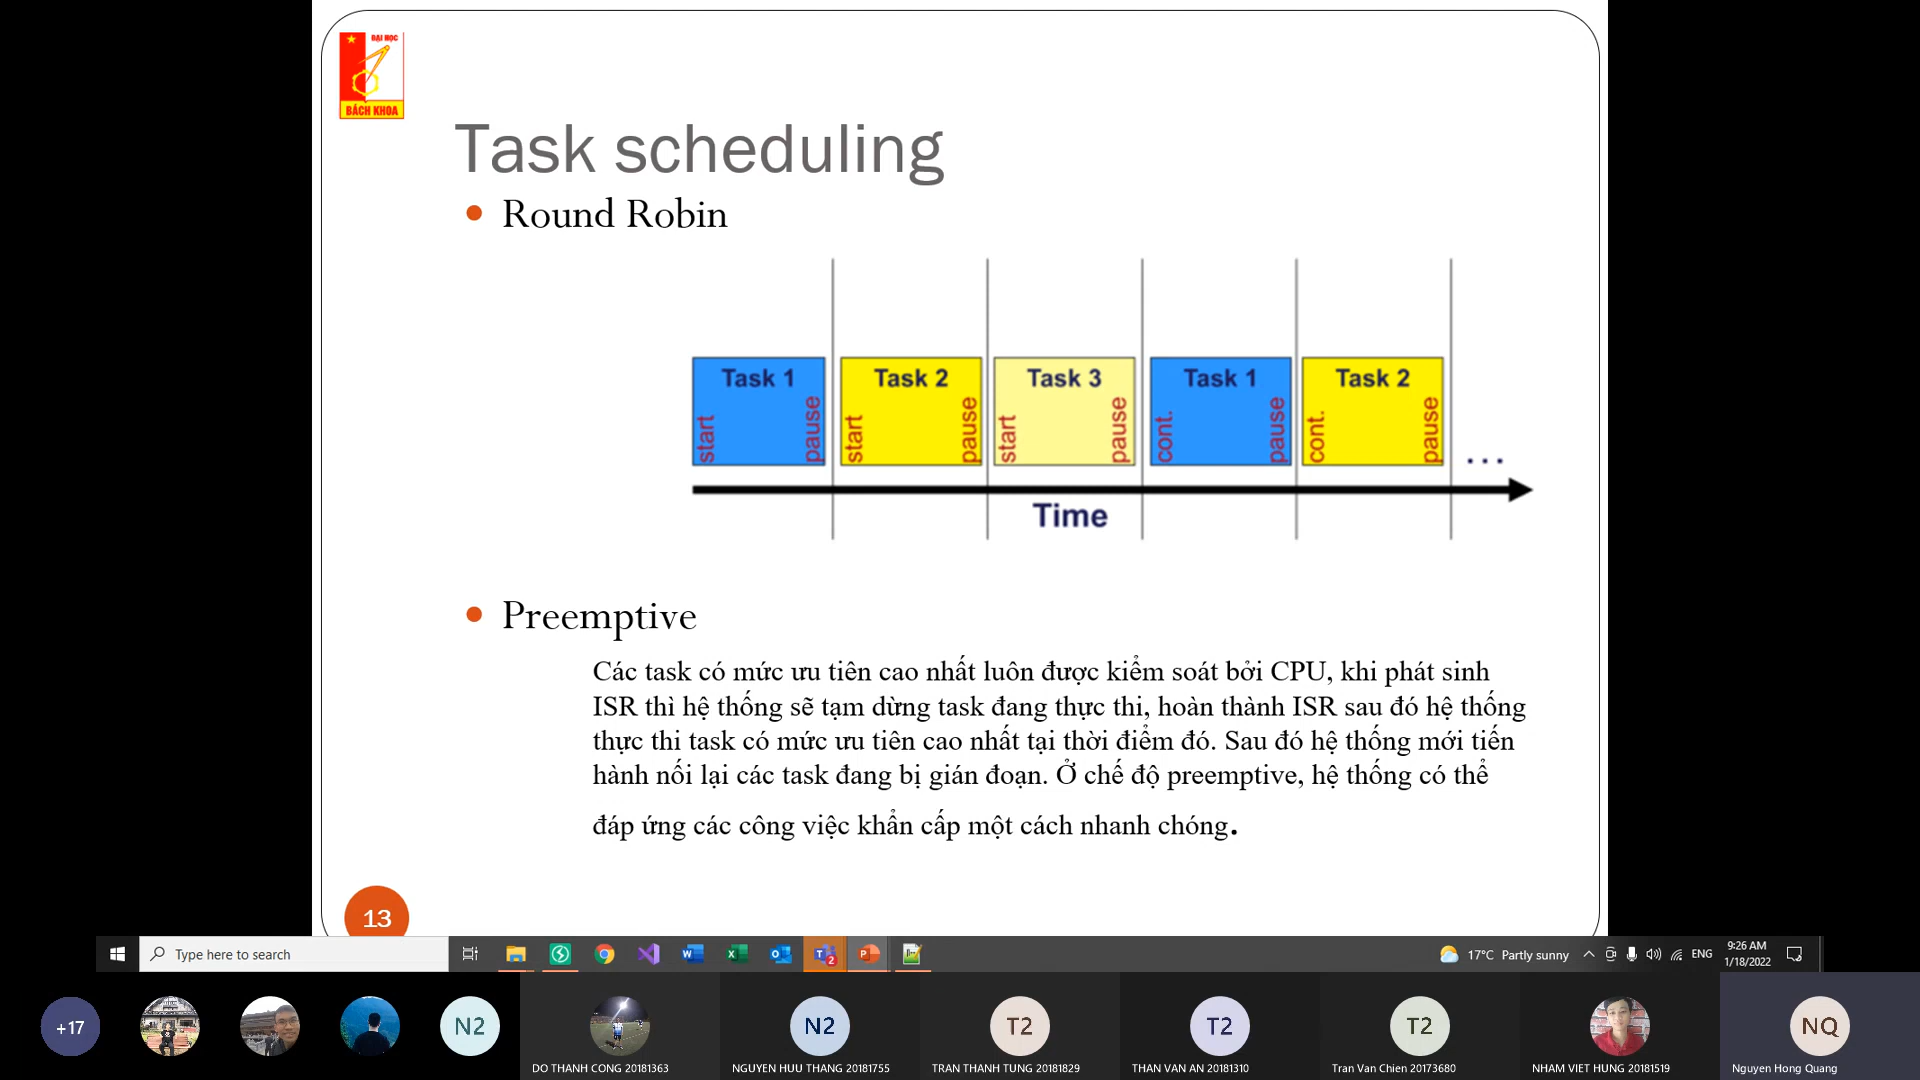 ĐẠI HỌC
BÁCH KHOA
Task scheduling
Round Robin
Task 1
Task 2
Task 3
Task 1
Task 2
start
pause
start
pause
start
pause
cont.
pause
cont.
pause
...
Time
Preemptive
Các task có mức ưu tiên cao nhất luôn được kiểm soát bởi CPU, khi phát sinh
ISR thì hệ thống sẽ tạm dừng task đang thực thi, hoàn thành ISR sau đó hệ thống
thực thi task có mức ưu tiên cao nhất tại thời điểm đó. Sau đó hệ thống mới tiến
hành nối lại các task đang bị gián đoạn. Ở chế độ preemptive, hệ thống có thể
đáp ứng các công việc khẩn cấp một cách nhanh chóng.
13
Type here to search
2
17°C Partly sunny
ENG
9:26 AM
1/18/2022
+17
N2
N2
T2
T2
T2
NQ
DO THANH CONG 20181363
NGUYEN HUU THANG 20181755
TRAN THANH TUNG 20181829
THAN VAN AN 20181310
Tran Van Chien 20173680
NHAM VIET HUNG 20181519
Nguyen Hong Quang